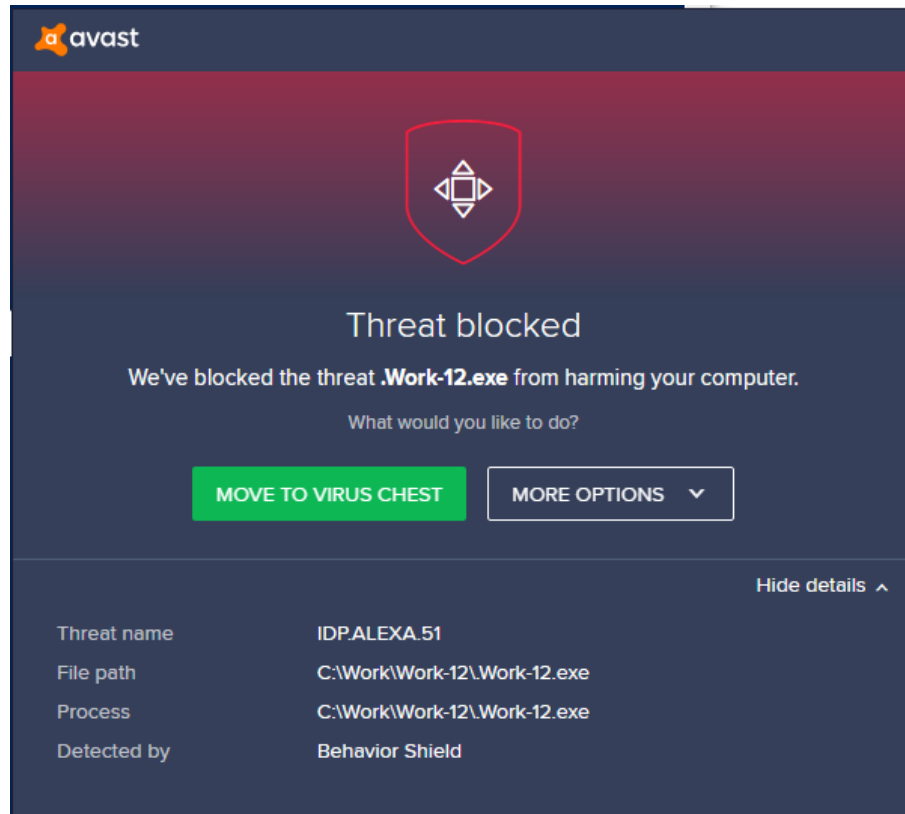 avast
Threat blocked
We've blocked the threat .Work-12.exe from harming your computer.
What would you like to do?
MOVE TO VIRUS CHEST MORE OPTIONS
Hide details
Threat name IDP.ALEXA.51
File path C:\Work\Work-12\.Work-12.exe
Process C:\Work\Work-12\.Work-12.exe
Detected by Behavior Shield